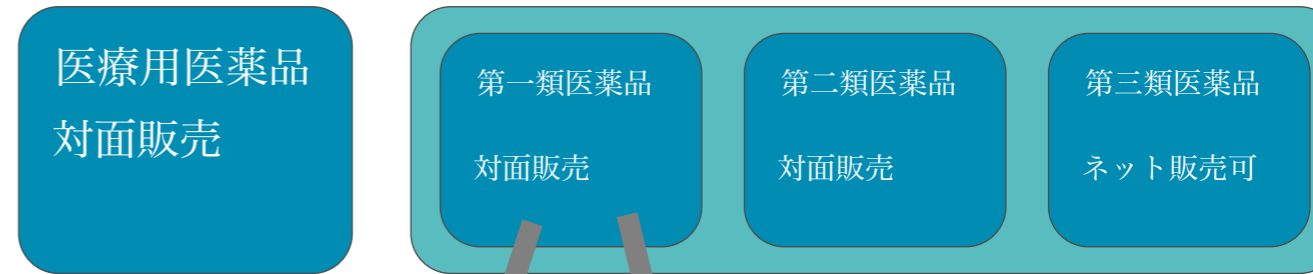 医療用医薬品
対面販売
第一類医薬品
対面販売
第二類医薬品
対面販売
第三類医薬品
ネット販売可